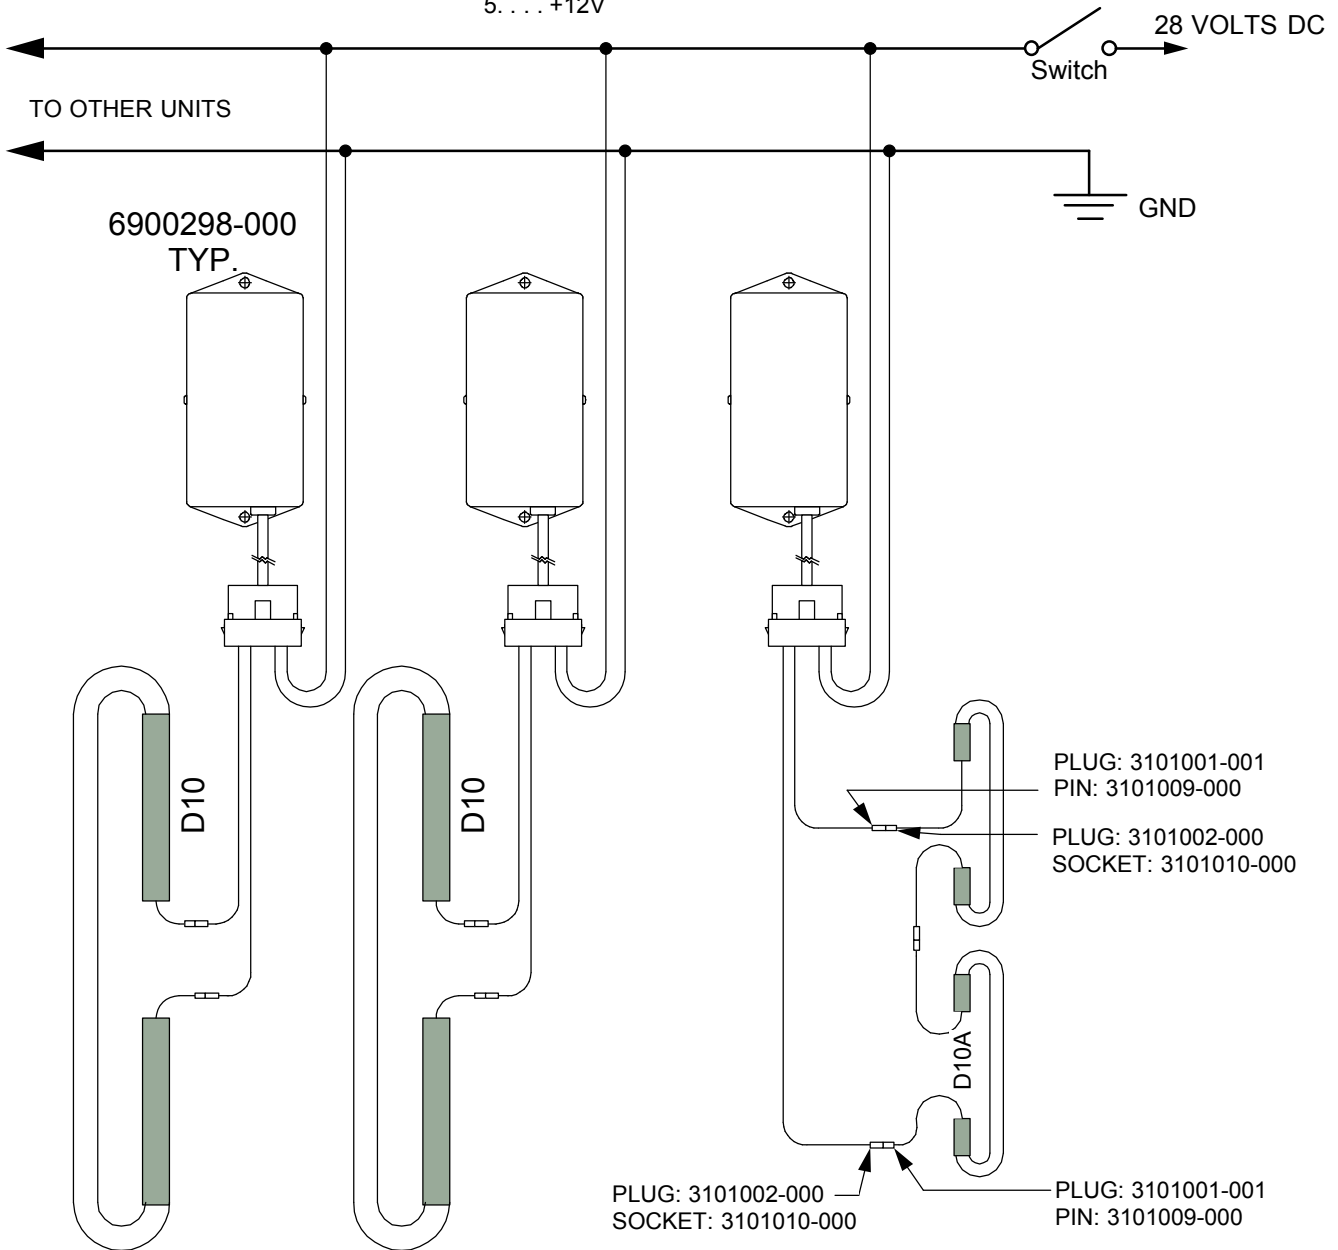 5. . . . +12V
28 VOLTS DC
Switch
TO OTHER UNITS
GND
6900298-000
TYP.
D10
D10
PLUG: 3101001-001
PIN: 3101009-000
PLUG: 3101002-000
SOCKET: 3101010-000
D10A
PLUG: 3101002-000
SOCKET: 3101010-000
PLUG: 3101001-001
PIN: 3101009-000